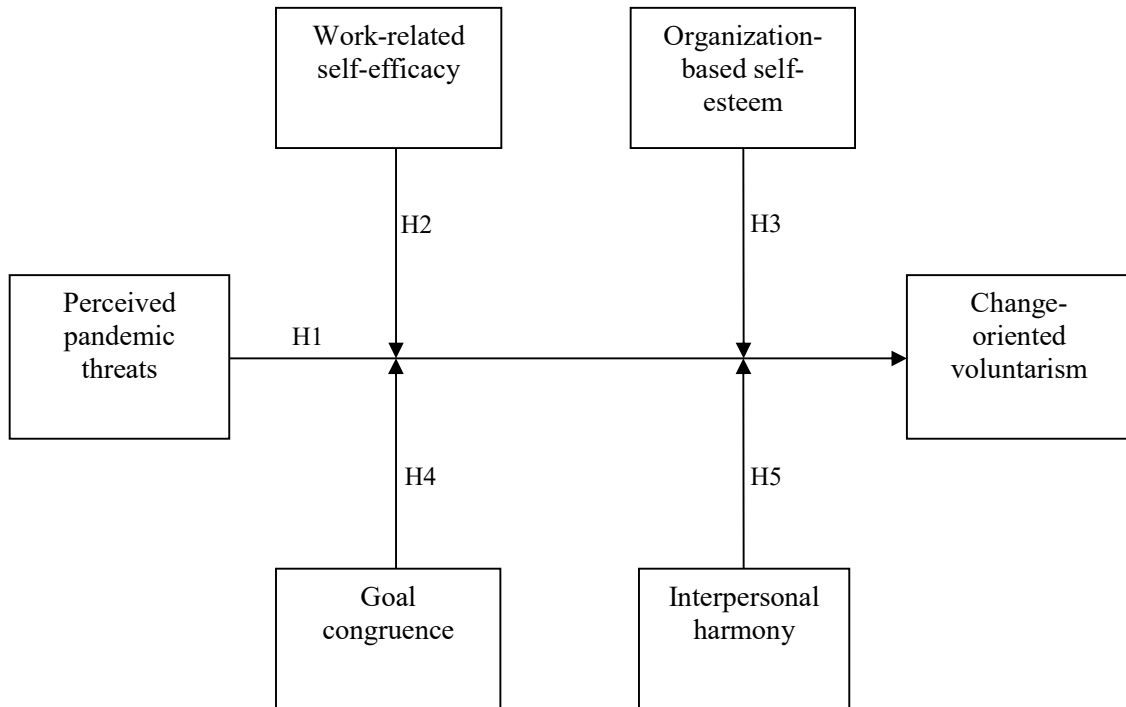 Work-related
self-efficacy
Organization-
based self-
esteem
H2
H3
Perceived
pandemic
threats
H1
Change-
oriented
voluntarism
H4
H5
Goal
congruence
Interpersonal
harmony